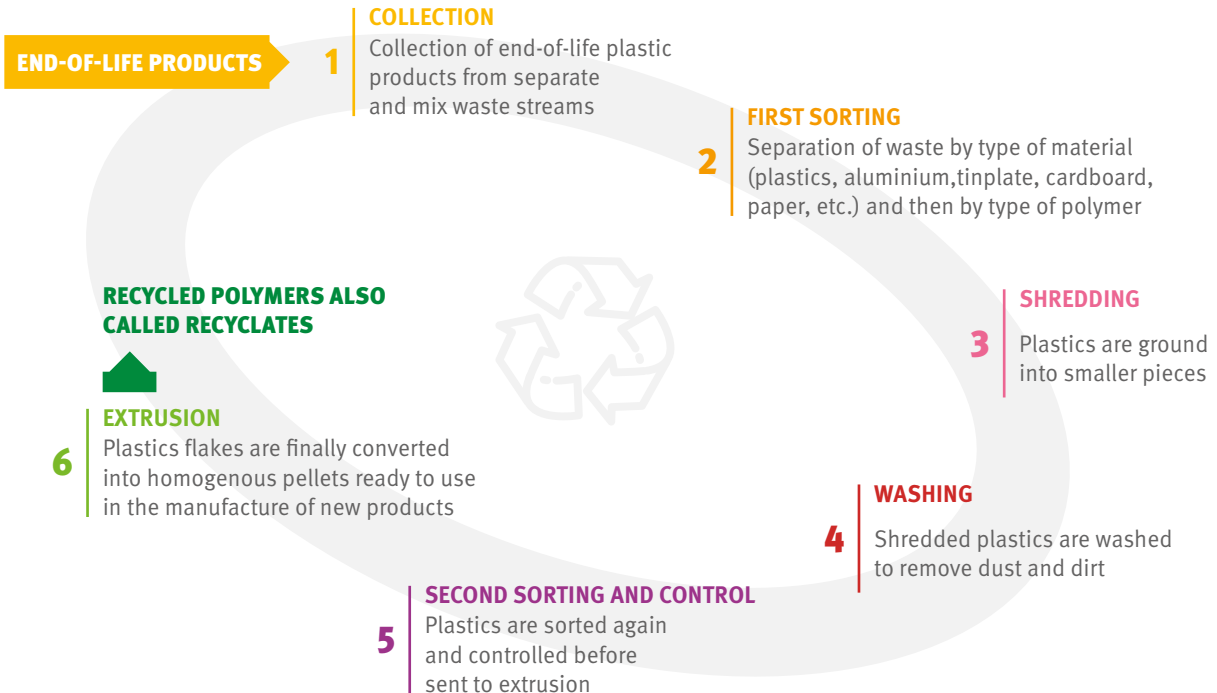 END-OF-LIFE PRODUCTS
1
COLLECTION
Collection of end-of-life plastic
products from separate
and mix waste streams
2
FIRST SORTING
Separation of waste by type of material
(plastics, aluminium,tinplate, cardboard,
paper, etc.) and then by type of polymer
3
SHREDDING
Plastics are ground
into smaller pieces
4
WASHING
Shredded plastics are washed
to remove dust and dirt
5
SECOND SORTING AND CONTROL
Plastics are sorted again
and controlled before
sent to extrusion
6
EXTRUSION
Plastics flakes are finally converted
into homogenous pellets ready to use
in the manufacture of new products
RECYCLED POLYMERS ALSO
CALLED RECYCLATES